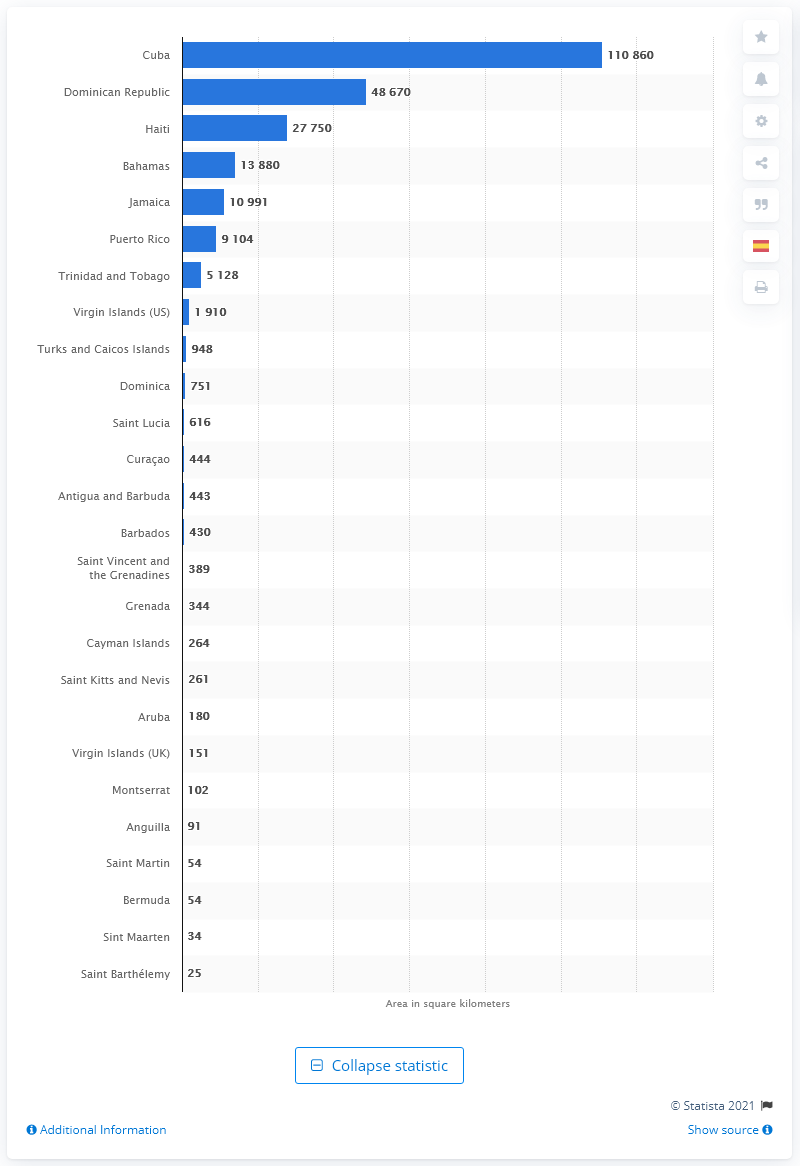 Cuba 110 860
Dominican Republic 48 670
Haiti 27 750
Bahamas 13 880
Jamaica 10 991
Puerto Rico 9 104
Trinidad and Tobago 5 128
Virgin Islands (US) 1 910
Turks and Caicos Islands 948
Dominica 751
Saint Lucia 616
Curaçao 444
Antigua and Barbuda 443
Barbados 430
Saint Vincent and
the Grenadines 389
Grenada 344
Cayman Islands 264
Saint Kitts and Nevis 261
Aruba 180
Virgin Islands (UK) 151
Montserrat 102
Anguilla 91
Saint Martin 54
Bermuda 54
Sint Maarten 34
Saint Barthélemy 25
Area in square kilometers
Collapse statistic
© Statista 2021
Additional Information
Show source